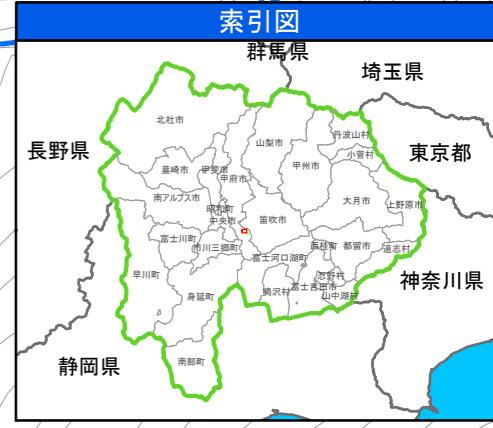 索引図
群馬県
埼玉県
北杜市
丹波山村
山梨市
長野県
小菅村
東京都
韮崎市
甲斐市
甲州市
甲府市
南アルプス市
大月市
上野原市
昭和町
中央市
笛吹市
富士川町
市川三郷町
西桂町
都留市
道志村
富士河口湖町
早川町
忍野村
神奈川県
鳴沢村
富士吉田市
身延町
山中湖村
静岡県
南部町